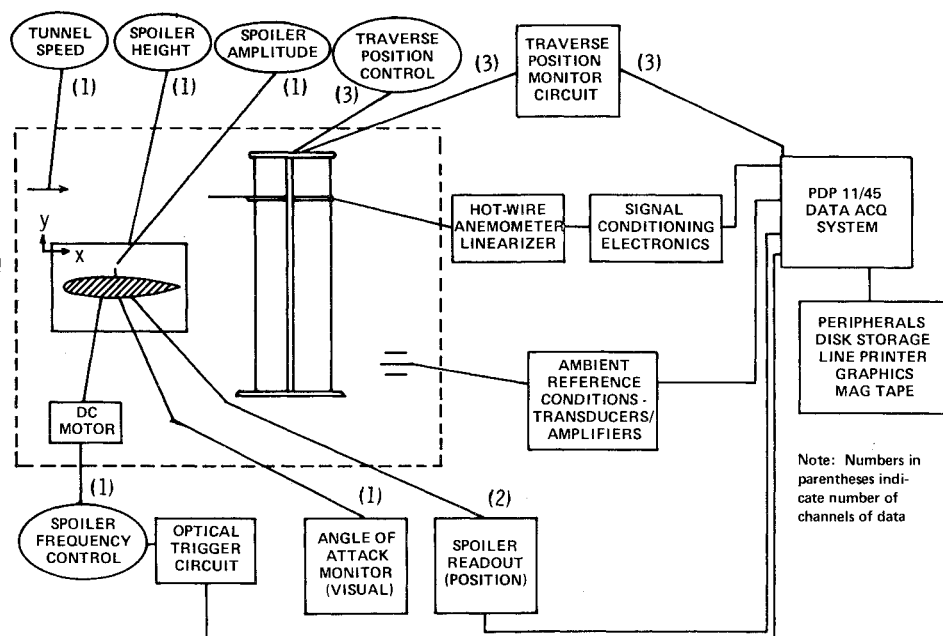 TUNNEL
SPEED
(1)
SPOILER
HEIGHT
(1)
SPOILER
AMPLITUDE
(1)
TRAVERSE
POSITION
CONTROL
(3)
(3)
TRAVERSE
POSITION
MONITOR
CIRCUIT
(3)
y
x
HOT-WIRE
ANEMOMETER
LINEARIZER
SIGNAL
CONDITIONING
ELECTRONICS
PDP 11/45
DATA ACQ
SYSTEM
PERIPHERALS
DISK STORAGE
LINE PRINTER
GRAPHICS
MAG TAPE
AMBIENT
REFERENCE
CONDITIONS -
TRANSDUCERS/
AMPLIFIERS
DC
MOTOR
(1)
SPOILER
FREQUENCY
CONTROL
OPTICAL
TRIGGER
CIRCUIT
(1)
ANGLE OF
ATTACK
MONITOR
(VISUAL)
(2)
SPOILER
READOUT
(POSITION)
Note: Numbers in
parentheses indi-
cate number of
channels of data